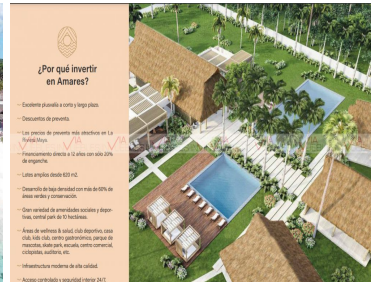 ¿Por qué invertir
en Amares?
— Excelente plusvalía a corto y largo plazo.
— Descuentos de preventa.
— Los precios de preventa más atractivos en La
Riviera Maya.
— Financiamiento directo a 12 años con sólo 20%
de enganche.
— Lotes amplios desde 620 m2.
— Desarrollo de baja densidad con más de 60% de
áreas verdes y conservación.
— Gran variedad de amenidades sociales y depor-
tivas, central park de 10 hectáreas.
— Áreas de wellness & salud, club deportivo, casa
club, kids club, centro gastronómico, parque de
mascotas, skate park, escuela, centro comercial,
ciclopistas, auditorio, etc.
— Infraestructura moderna de alta calidad.
— Acceso controlado y seguridad interior 24/7.